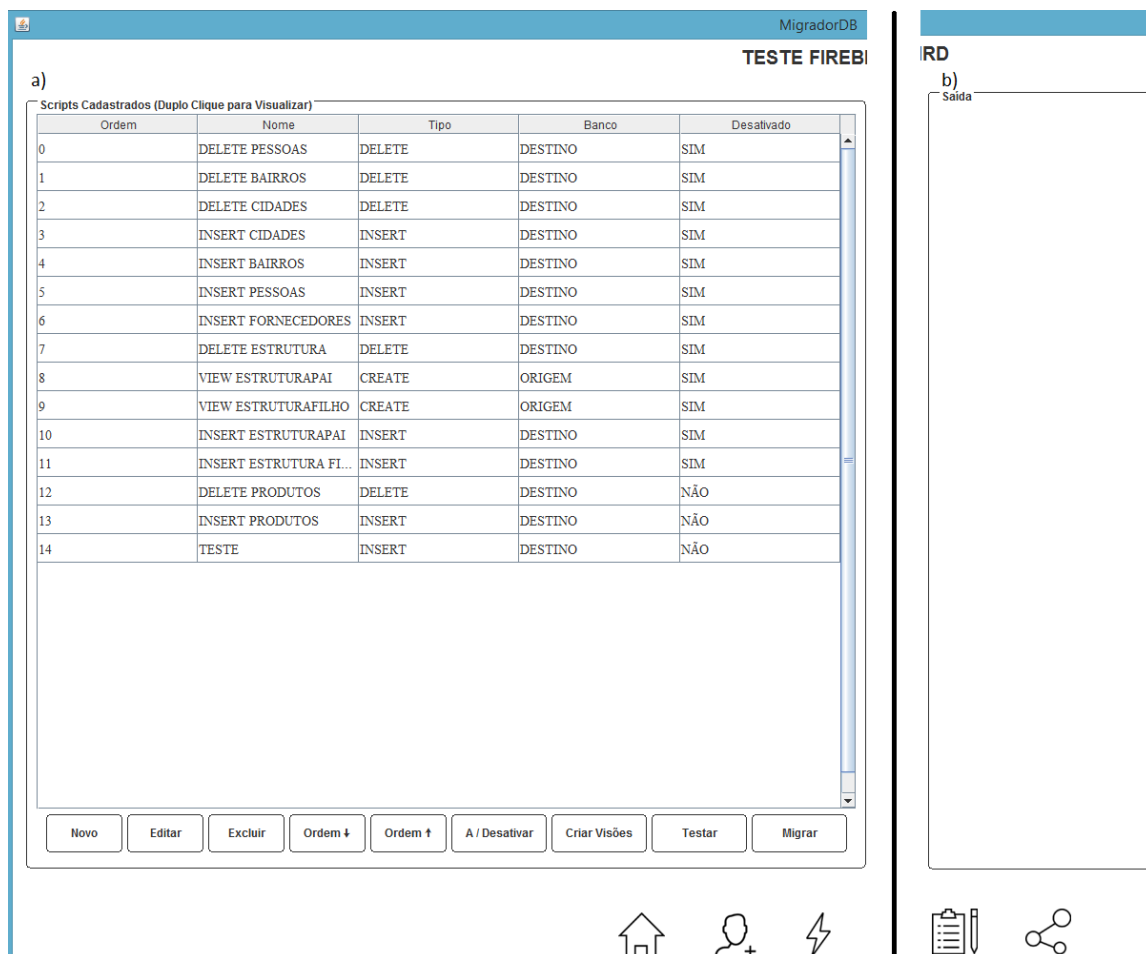 MigradorDB
TESTE FIREBI
IRD
a)
b)
Scripts Cadastrados (Duplo Clique para Visualizar)
Saída
Ordem Nome Tipo Banco Desativado
0 DELETE PESSOAS DELETE DESTINO SIM
1 DELETE BAIRROS DELETE DESTINO SIM
2 DELETE CIDADES DELETE DESTINO SIM
3 INSERT CIDADES INSERT DESTINO SIM
4 INSERT BAIRROS INSERT DESTINO SIM
5 INSERT PESSOAS INSERT DESTINO SIM
6 INSERT FORNECEDORES INSERT DESTINO SIM
7 DELETE ESTRUTURA DELETE DESTINO SIM
8 VIEW ESTRUTURAPAI CREATE ORIGEM SIM
9 VIEW ESTRUTURAFILHO CREATE ORIGEM SIM
10 INSERT ESTRUTURAPAI INSERT DESTINO SIM
11 INSERT ESTRUTURA FI... INSERT DESTINO SIM
12 DELETE PRODUTOS DELETE DESTINO NÃO
13 INSERT PRODUTOS INSERT DESTINO NÃO
14 TESTE INSERT DESTINO NÃO
Novo Editar Excluir Ordem↓ Ordem↑ A / Desativar Criar Visões Testar Migrar